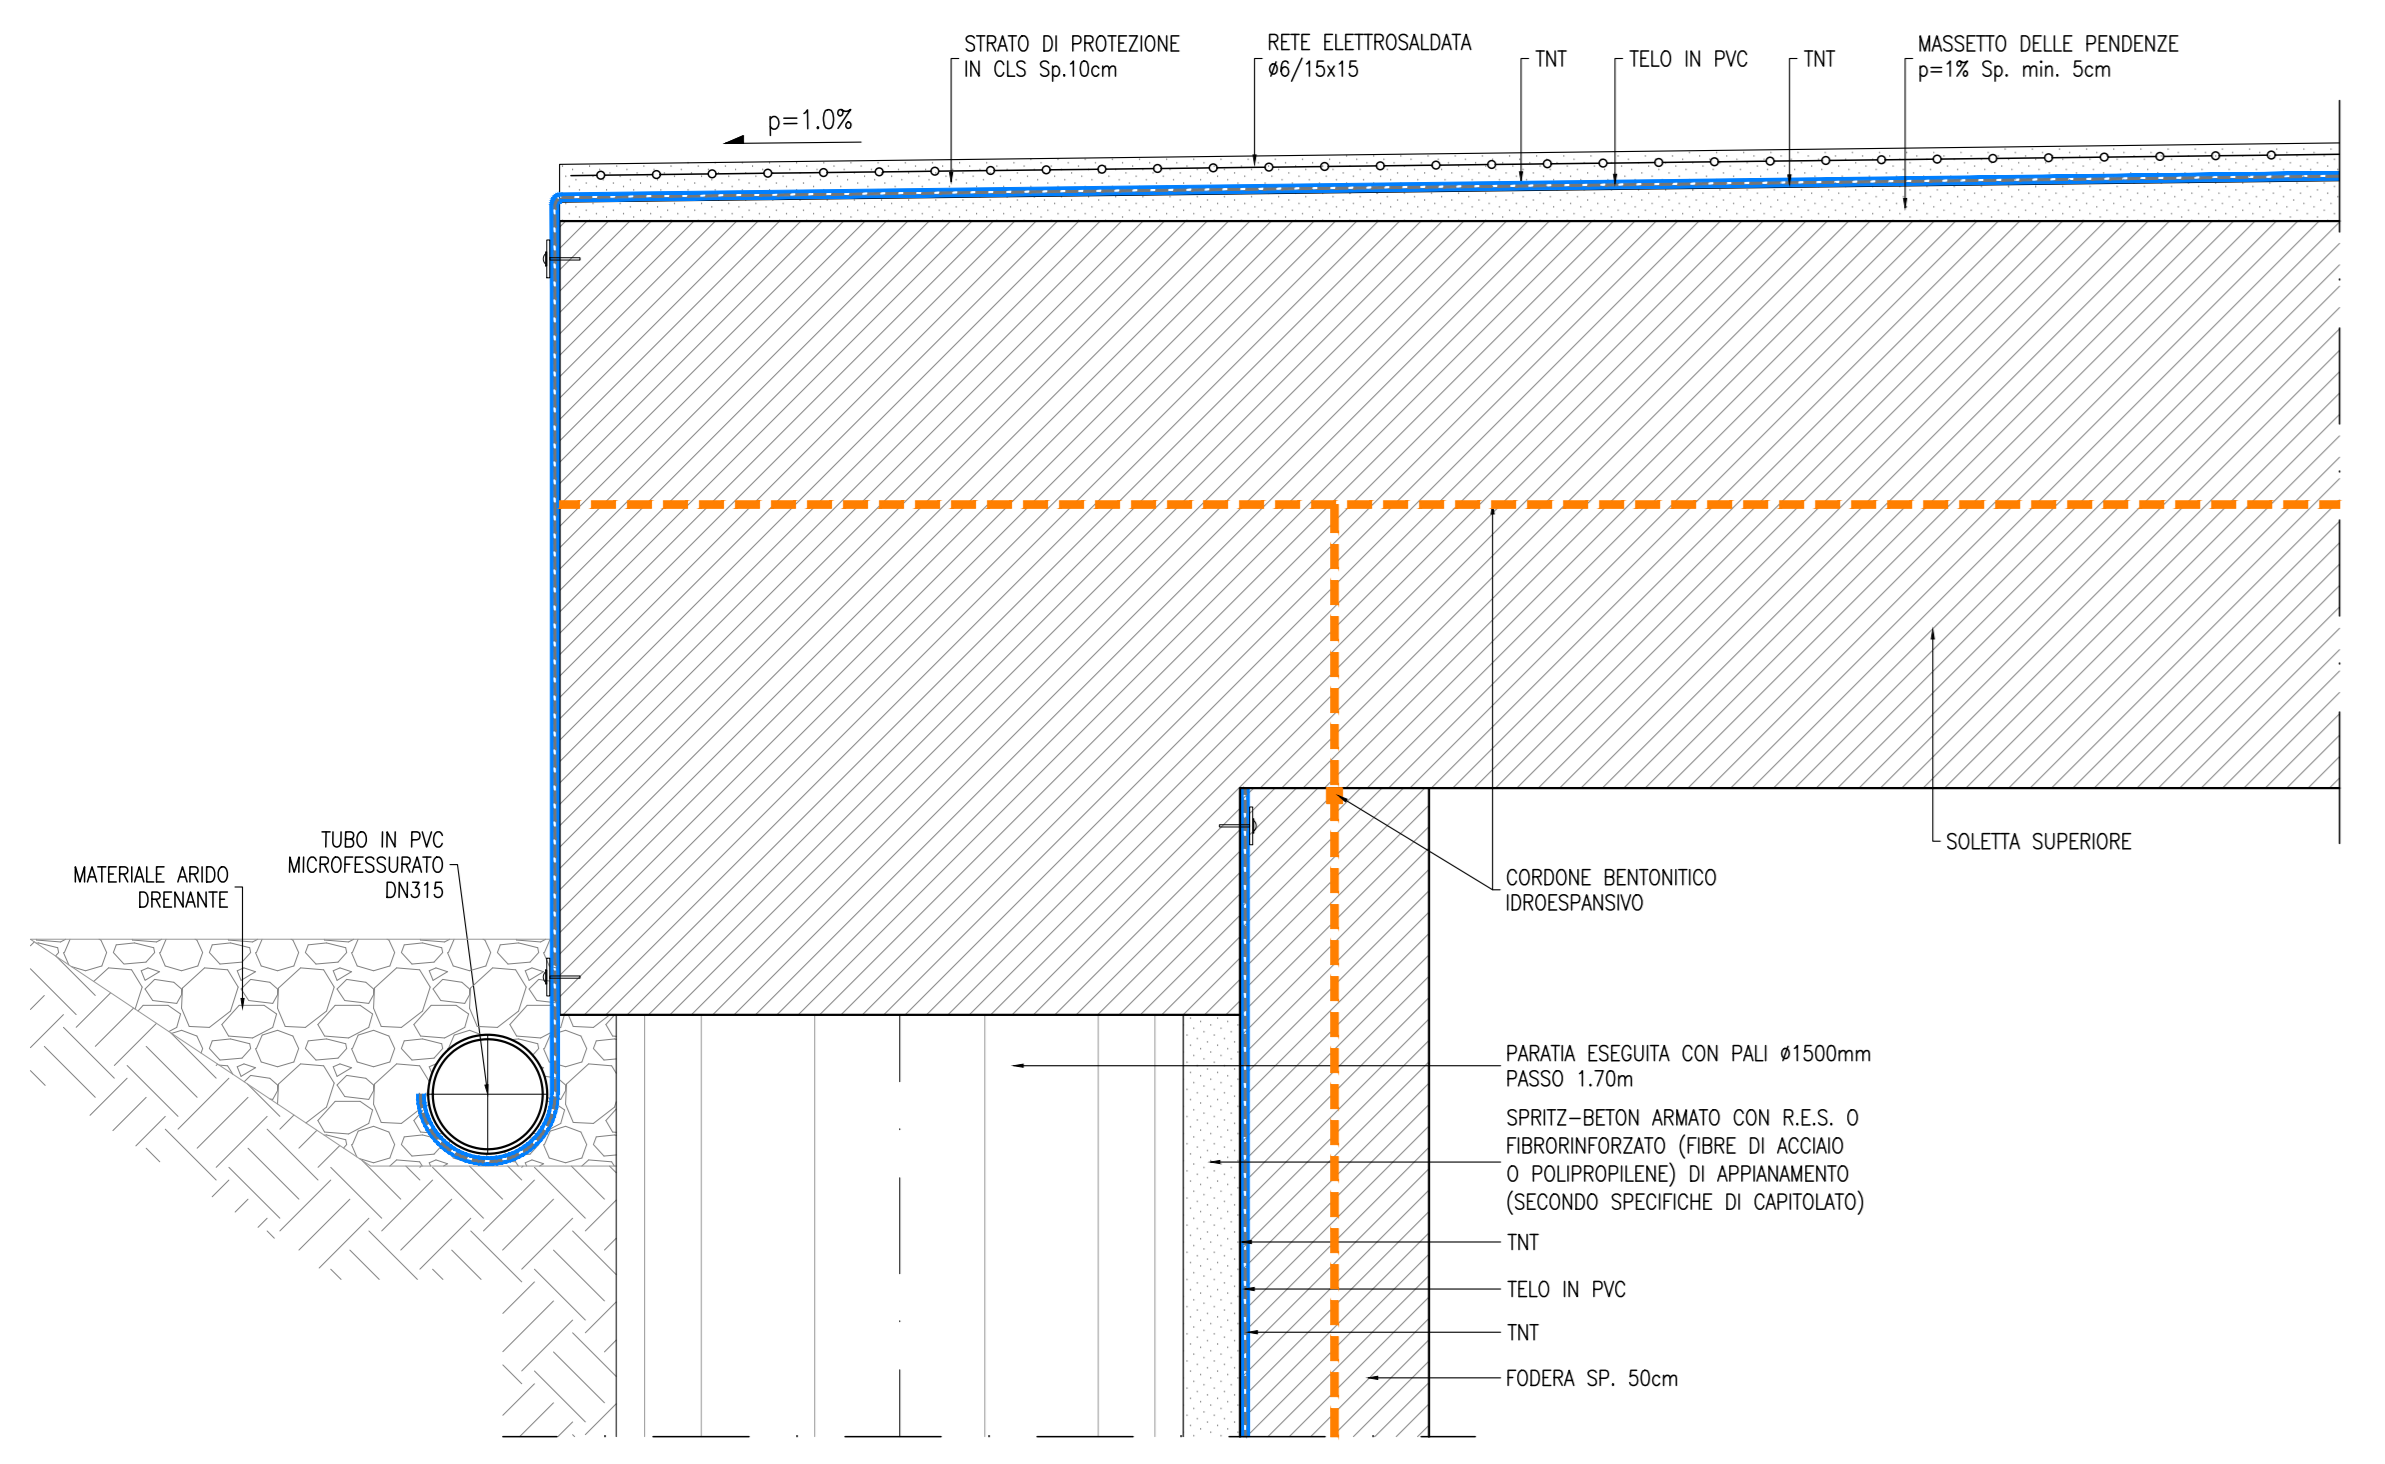 STRATO DI PROTEZIONE
IN CLS Sp.10cm
RETE ELETTROSALDATA
ø6/15x15
TNT
TELO IN PVC
TNT
MASSETTO DELLE PENDENZE
p=1% Sp. min. 5cm
p=1.0%
TUBO IN PVC
MICROFESSURATO
DN315
MATERIALE ARIDO
DRENANTE
SOLETTA SUPERIORE
CORDONE BENTONITICO
IDROESPANSIVO
PARATIA ESEGUITA CON PALI ø1500mm
PASSO 1.70m
SPRITZ-BETON ARMATO CON R.E.S. O
FIBRORINFORZATO (FIBRE DI ACCIAIO
O POLIPROPILENE) DI APPIANAMENTO
(SECONDO SPECIFICHE DI CAPITOLATO)
TNT
TELO IN PVC
TNT
FODERA SP. 50cm